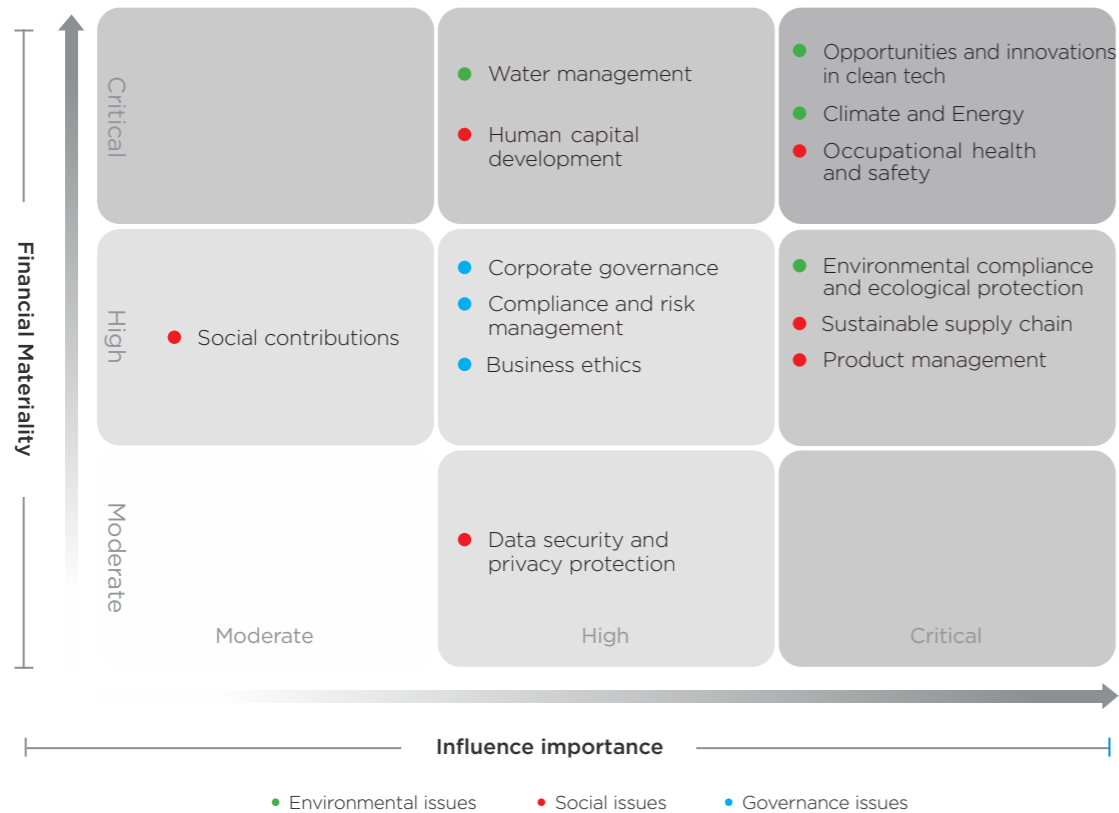 Financial Materiality
Critical
Water management
Human capital
development
Opportunities and innovations
in clean tech
Climate and Energy
Occupational health
and safety
High
Social contributions
Corporate governance
Compliance and risk
management
Business ethics
Environmental compliance
and ecological protection
Sustainable supply chain
Product management
Moderate
Data security and
privacy protection
Moderate
High
Critical
Influence importance
Environmental issues
Social issues
Governance issues